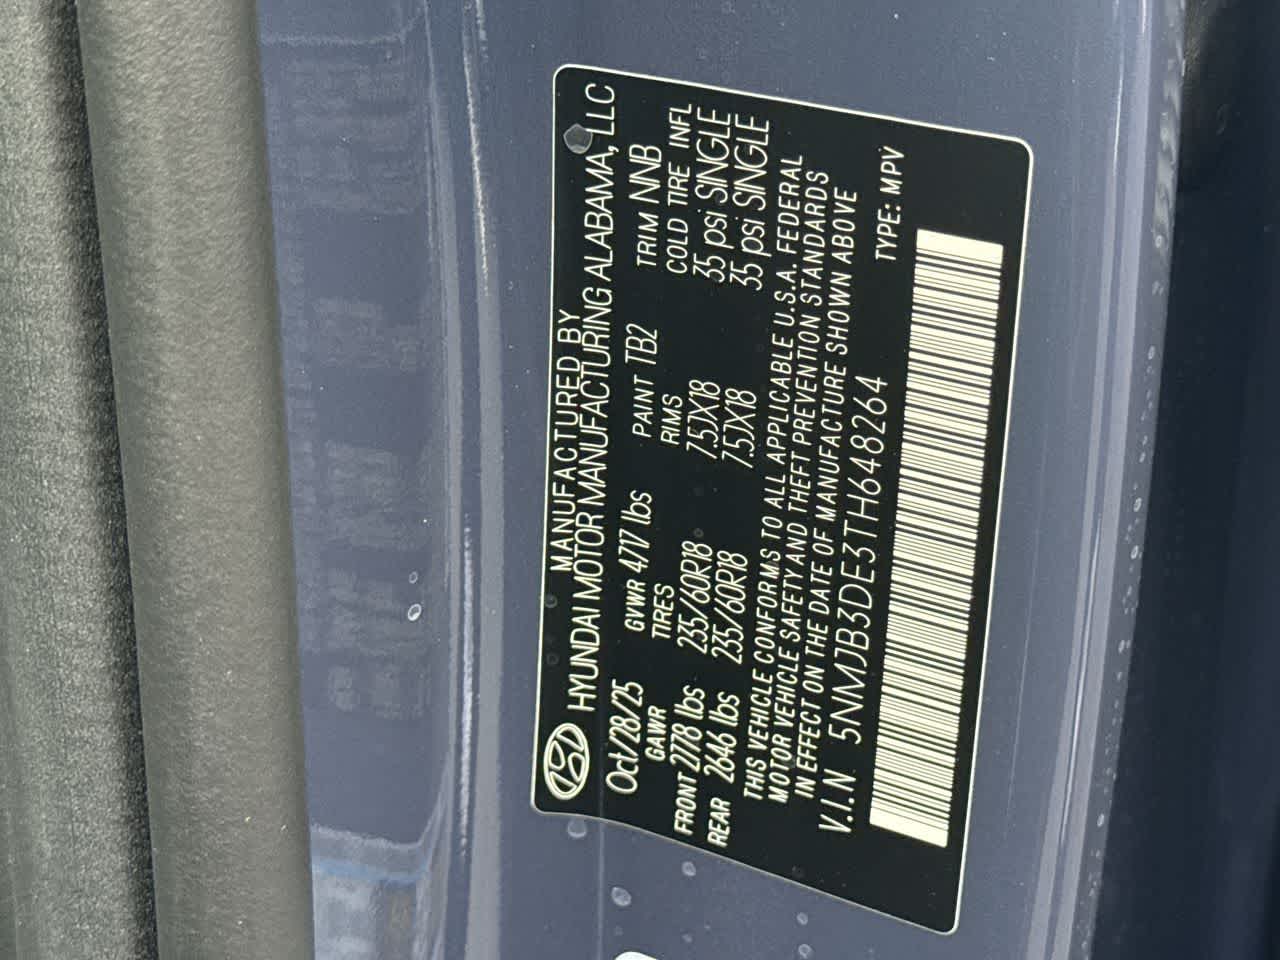 MANUFACTURED BY
HYUNDAI MOTOR MANUFACTURING ALABAMA, LLC
Oct/28/25 GVWR 4717 lbs PAINT TB2 TRIM NNB
GAWR TIRES RIMS COLD TIRE INFL
FRONT 2778 lbs 235/60R18 7.5JX18 35 psi SINGLE
REAR 2646 lbs 235/60R18 7.5JX18 35 psi SINGLE
THIS VEHICLE CONFORMS TO ALL APPLICABLE U.S.A. FEDERAL
MOTOR VEHICLE SAFETY AND THEFT PREVENTION STANDARDS
IN EFFECT ON THE DATE OF MANUFACTURE SHOWN ABOVE
V.I.N 5NMJB3DE3TH648264 TYPE: MPV